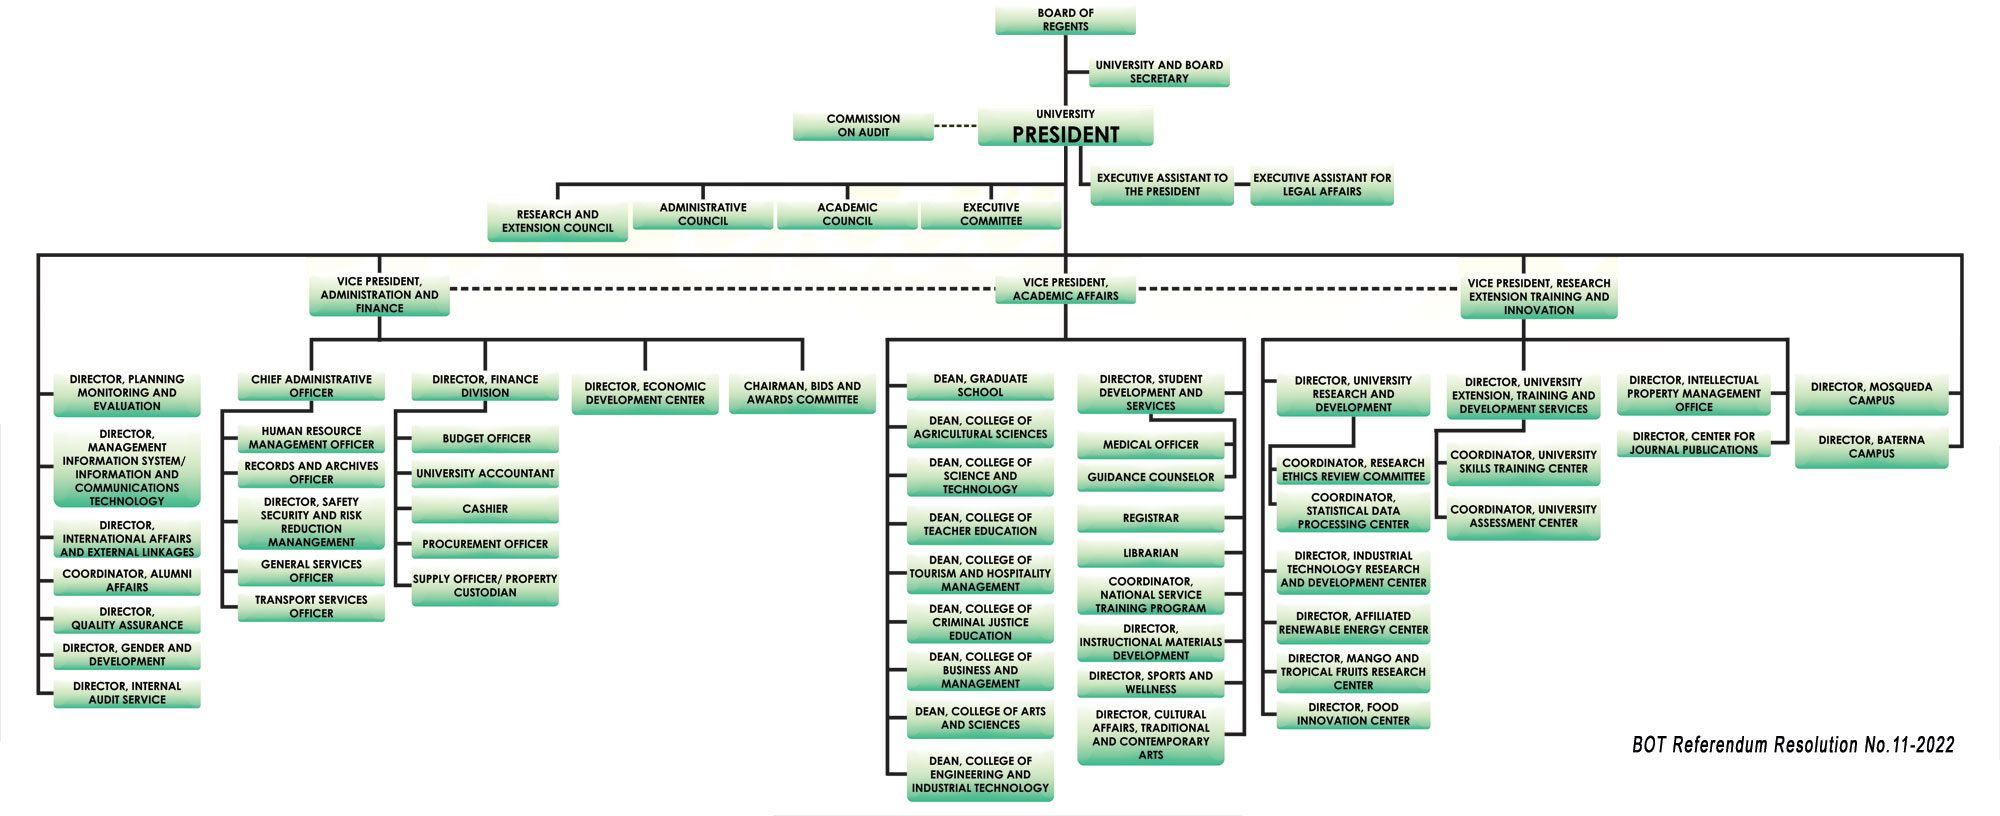 BOARD OF
REGENTS
UNIVERSITY AND BOARD
SECRETARY
COMMISSION
ON AUDIT
UNIVERSITY
PRESIDENT
EXECUTIVE ASSISTANT TO
THE PRESIDENT
EXECUTIVE ASSISTANT FOR
LEGAL AFFAIRS
RESEARCH AND
EXTENSION COUNCIL
ADMINISTRATIVE
COUNCIL
ACADEMIC
COUNCIL
EXECUTIVE
COMMITTEE
VICE PRESIDENT,
ADMINISTRATION AND
FINANCE
VICE PRESIDENT,
ACADEMIC AFFAIRS
VICE PRESIDENT, RESEARCH
EXTENSION TRAINING AND
INNOVATION
DIRECTOR, PLANNING
MONITORING AND
EVALUATION
DIRECTOR,
MANAGEMENT
INFORMATION SYSTEM/
INFORMATION AND
COMMUNICATIONS
TECHNOLOGY
DIRECTOR,
INTERNATIONAL AFFAIRS
AND EXTERNAL LINKAGES
COORDINATOR, ALUMNI
AFFAIRS
DIRECTOR,
QUALITY ASSURANCE
DIRECTOR, GENDER AND
DEVELOPMENT
DIRECTOR, INTERNAL
AUDIT SERVICE
CHIEF ADMINISTRATIVE
OFFICER
HUMAN RESOURCE
MANAGEMENT OFFICER
RECORDS AND ARCHIVES
OFFICER
DIRECTOR, SAFETY
SECURITY AND RISK
REDUCTION
MANANGEMENT
GENERAL SERVICES
OFFICER
TRANSPORT SERVICES
OFFICER
DIRECTOR, FINANCE
DIVISION
BUDGET OFFICER
UNIVERSITY ACCOUNTANT
CASHIER
PROCUREMENT OFFICER
SUPPLY OFFICER/ PROPERTY
CUSTODIAN
DIRECTOR, ECONOMIC
DEVELOPMENT CENTER
CHAIRMAN, BIDS AND
AWARDS COMMITTEE
DEAN, GRADUATE
SCHOOL
DEAN, COLLEGE OF
AGRICULTURAL SCIENCES
DEAN, COLLEGE OF
SCIENCE AND
TECHNOLOGY
DEAN, COLLEGE OF
TEACHER EDUCATION
DEAN, COLLEGE OF
TOURISM AND HOSPITALITY
MANAGEMENT
DEAN, COLLEGE OF
CRIMINAL JUSTICE
EDUCATION
DEAN, COLLEGE OF
BUSINESS AND
MANAGEMENT
DEAN, COLLEGE OF ARTS
AND SCIENCES
DEAN, COLLEGE OF
ENGINEERING AND
INDUSTRIAL TECHNOLOGY
DIRECTOR, STUDENT
DEVELOPMENT AND
SERVICES
MEDICAL OFFICER
GUIDANCE COUNSELOR
REGISTRAR
LIBRARIAN
COORDINATOR,
NATIONAL SERVICE
TRAINING PROGRAM
DIRECTOR,
INSTRUCTIONAL MATERIALS
DEVELOPMENT
DIRECTOR, SPORTS AND
WELLNESS
DIRECTOR, CULTURAL
AFFAIRS, TRADITIONAL
AND CONTEMPORARY
ARTS
DIRECTOR, UNIVERSITY
RESEARCH AND
DEVELOPMENT
COORDINATOR, RESEARCH
ETHICS REVIEW COMMITTEE
COORDINATOR,
STATISTICAL DATA
PROCESSING CENTER
DIRECTOR, INDUSTRIAL
TECHNOLOGY RESEARCH
AND DEVELOPMENT CENTER
DIRECTOR, AFFILIATED
RENEWABLE ENERGY CENTER
DIRECTOR, MANGO AND
TROPICAL FRUITS RESEARCH
CENTER
DIRECTOR, FOOD
INNOVATION CENTER
DIRECTOR, UNIVERSITY
EXTENSION, TRAINING AND
DEVELOPMENT SERVICES
COORDINATOR, UNIVERSITY
SKILLS TRAINING CENTER
COORDINATOR, UNIVERSITY
ASSESSMENT CENTER
DIRECTOR, INTELLECTUAL
PROPERTY MANAGEMENT
OFFICE
DIRECTOR, CENTER FOR
JOURNAL PUBLICATIONS
DIRECTOR, MOSQUEDA
CAMPUS
DIRECTOR, BATERNA
CAMPUS
BOT Referendum Resolution No.11-2022